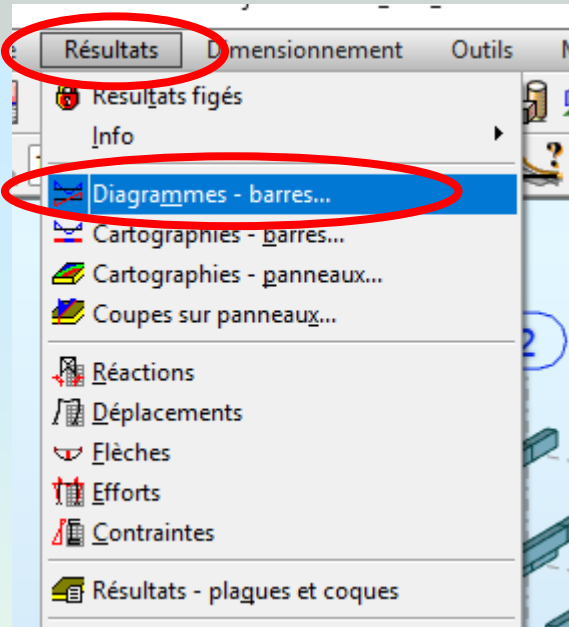 Résultats Dimensionnement Outils
Résultats figés
Info
Diagrammes - barres...
Cartographies - barres...
Cartographies - panneaux...
Coupes sur panneaux...
2
Réactions
Déplacements
Flèches
Efforts
Contraintes
Résultats - plaques et coques